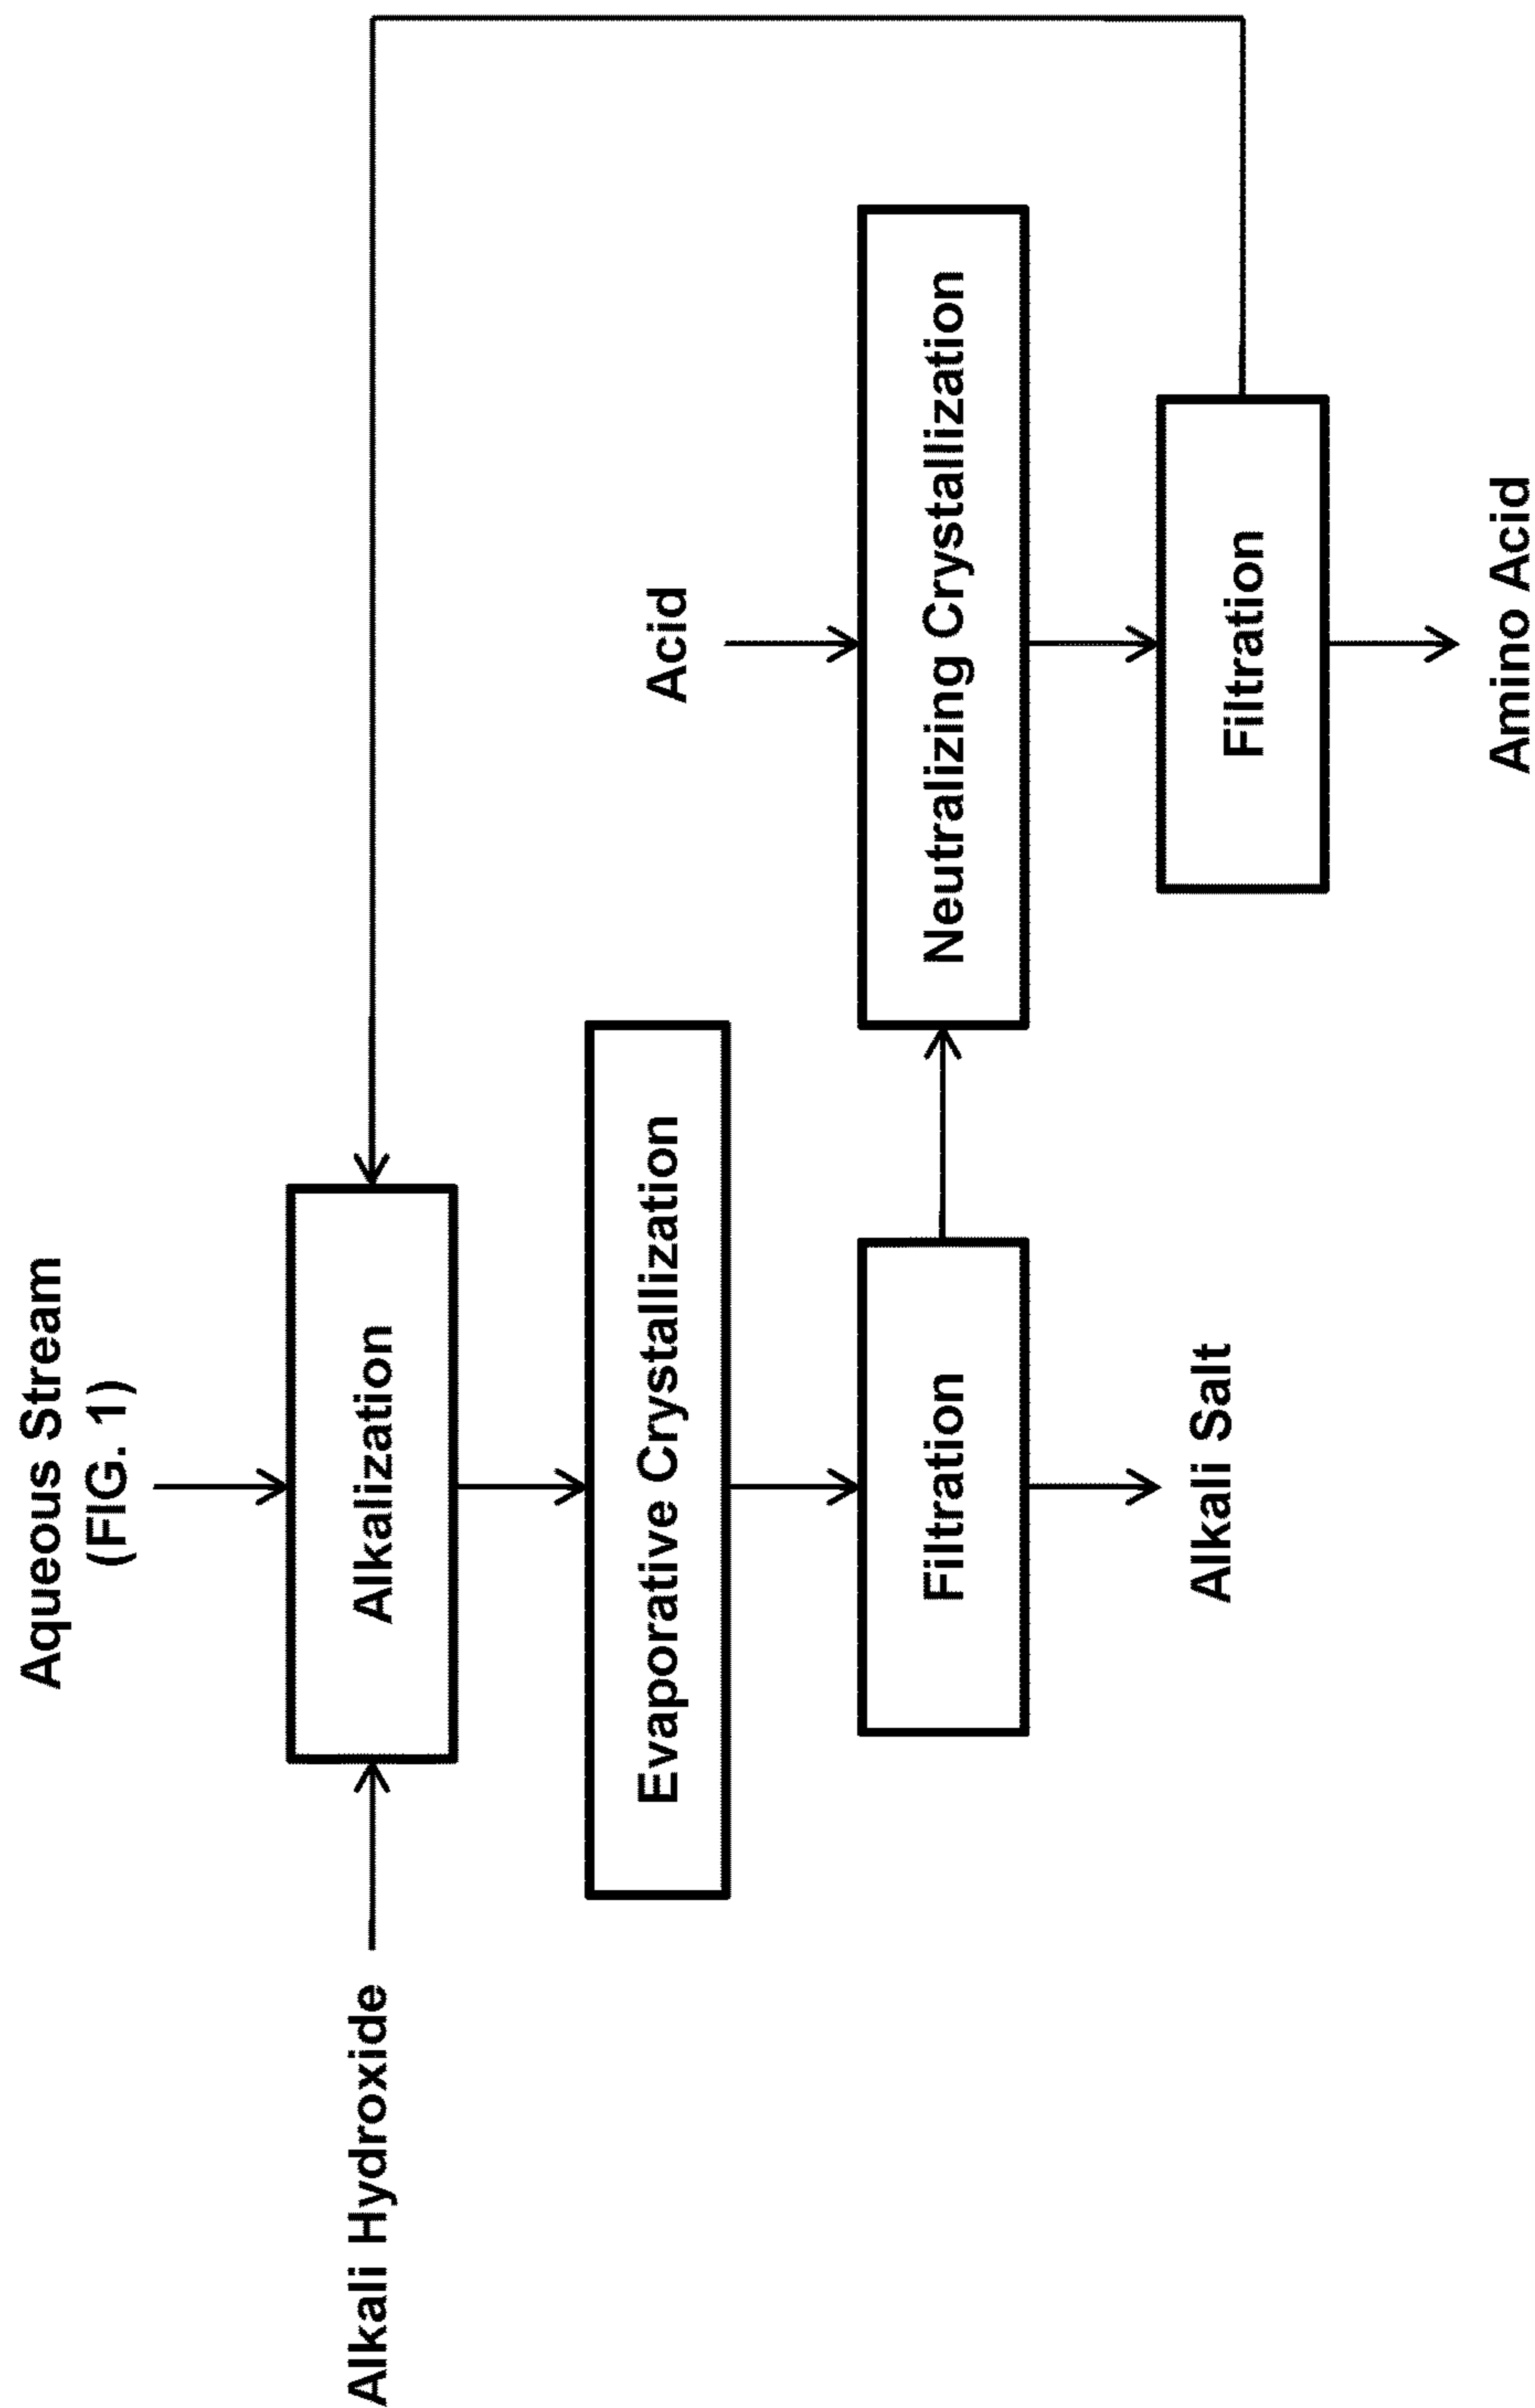 Aqueous Stream
(FIG. 1)
Alkali Hydroxide
Alkalization
Evaporative Crystallization
Filtration
Alkali Salt
Acid
Neutralizing Crystallization
Filtration
Amino Acid